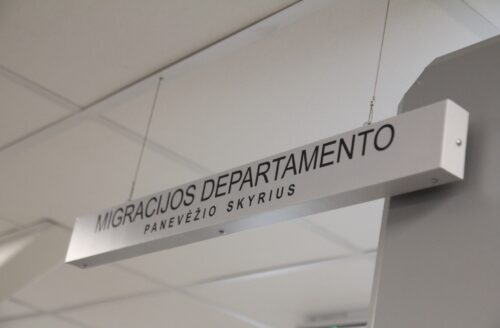 MIGRACIJOS DEPARTAMENTO
PANEVĖŽIO SKYRIUS